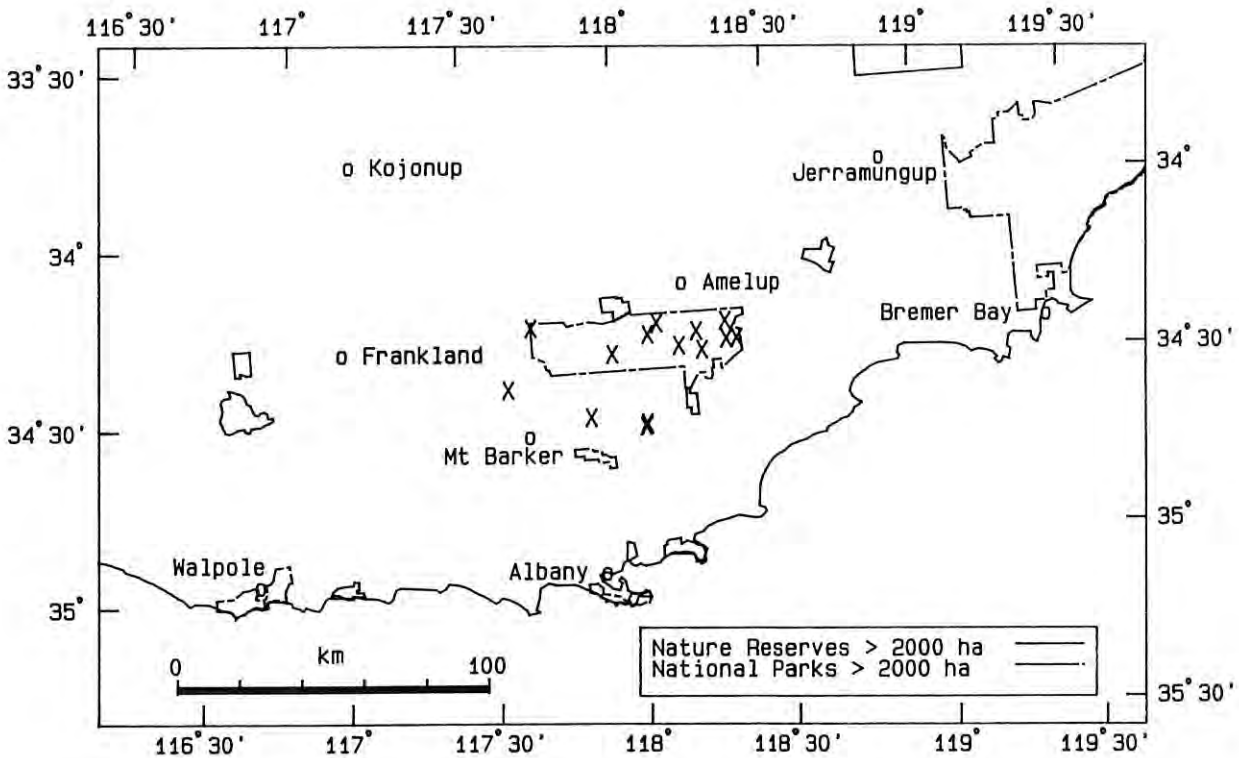 116°30' 117° 117°30' 118° 118°30' 119° 119°30'
33°30'
34°
o Kojonup
Jerramungup
34°
o Amelup
Bremer Bay
34°30'
o Frankland
34°30'
Mt Barker
35°
Walpole
Albany
35°
0 km 100
Nature Reserves > 2000 ha
National Parks > 2000 ha
35°30'
116°30' 117° 117°30' 118° 118°30' 119° 119°30'